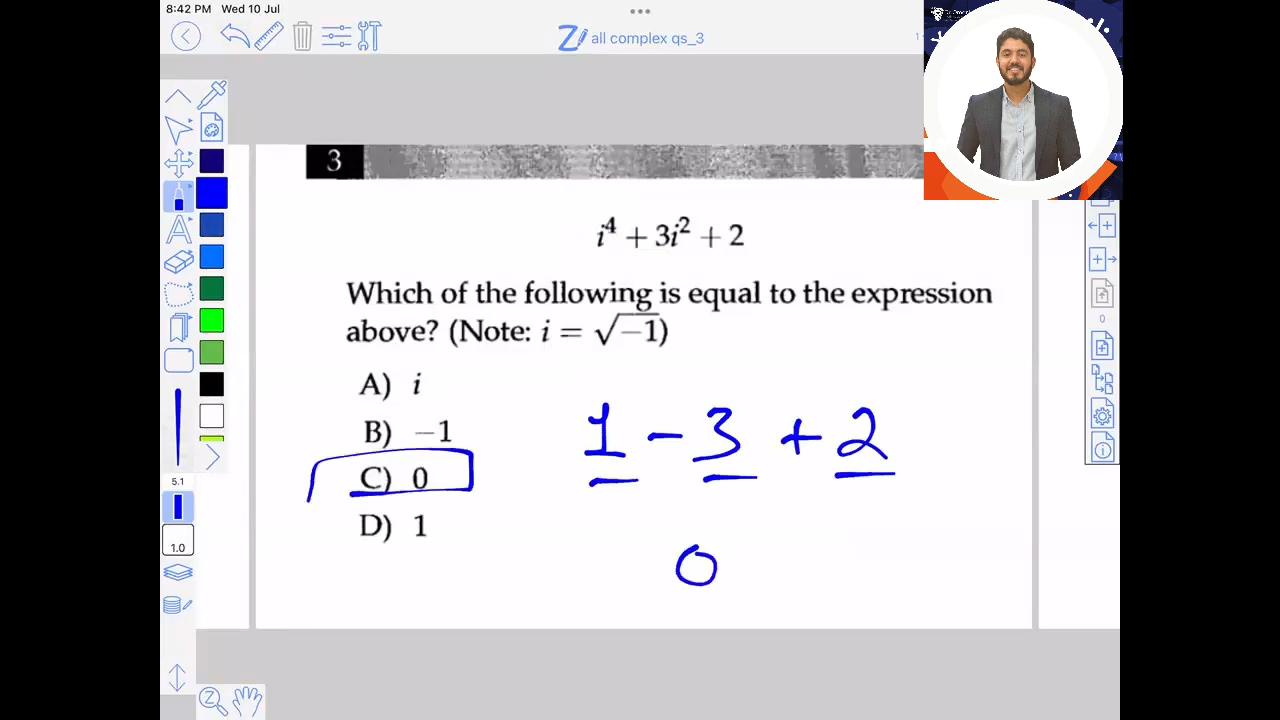 8:42 PM Wed 10 Jul
all complex qs_3
3
i⁴ + 3i² + 2
Which of the following is equal to the expression
above? (Note: i = √−1)
A) i
B) −1
C) 0
D) 1
1 − 3 + 2
0
5.1
1.0
0